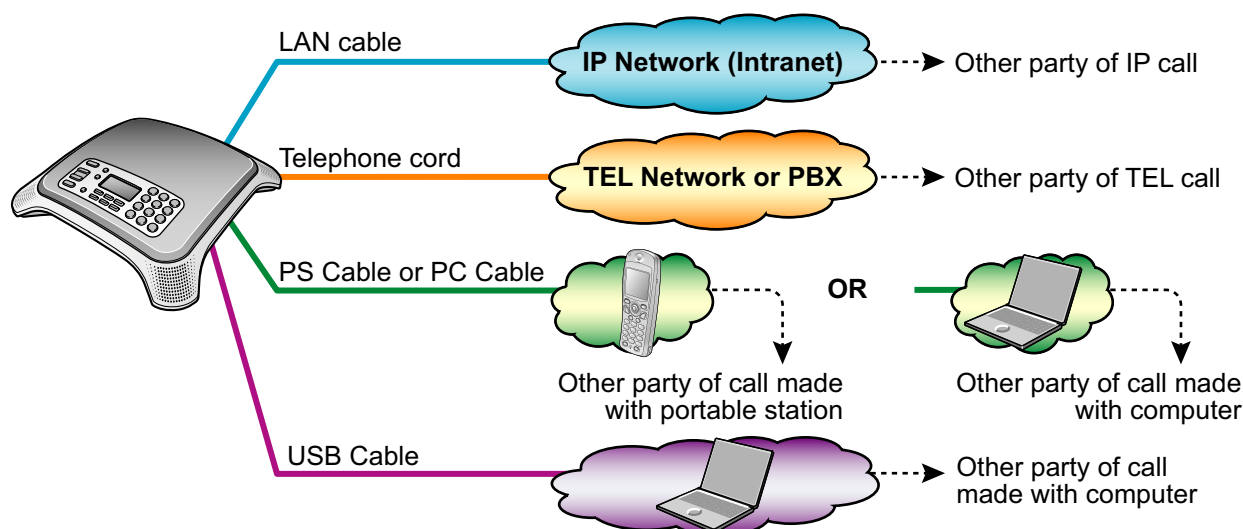 LAN cable
IP Network (Intranet)
Other party of IP call
Telephone cord
TEL Network or PBX
Other party of TEL call
PS Cable or PC Cable
OR
Other party of call made
with portable station
Other party of call made
with computer
USB Cable
Other party of call
made with computer